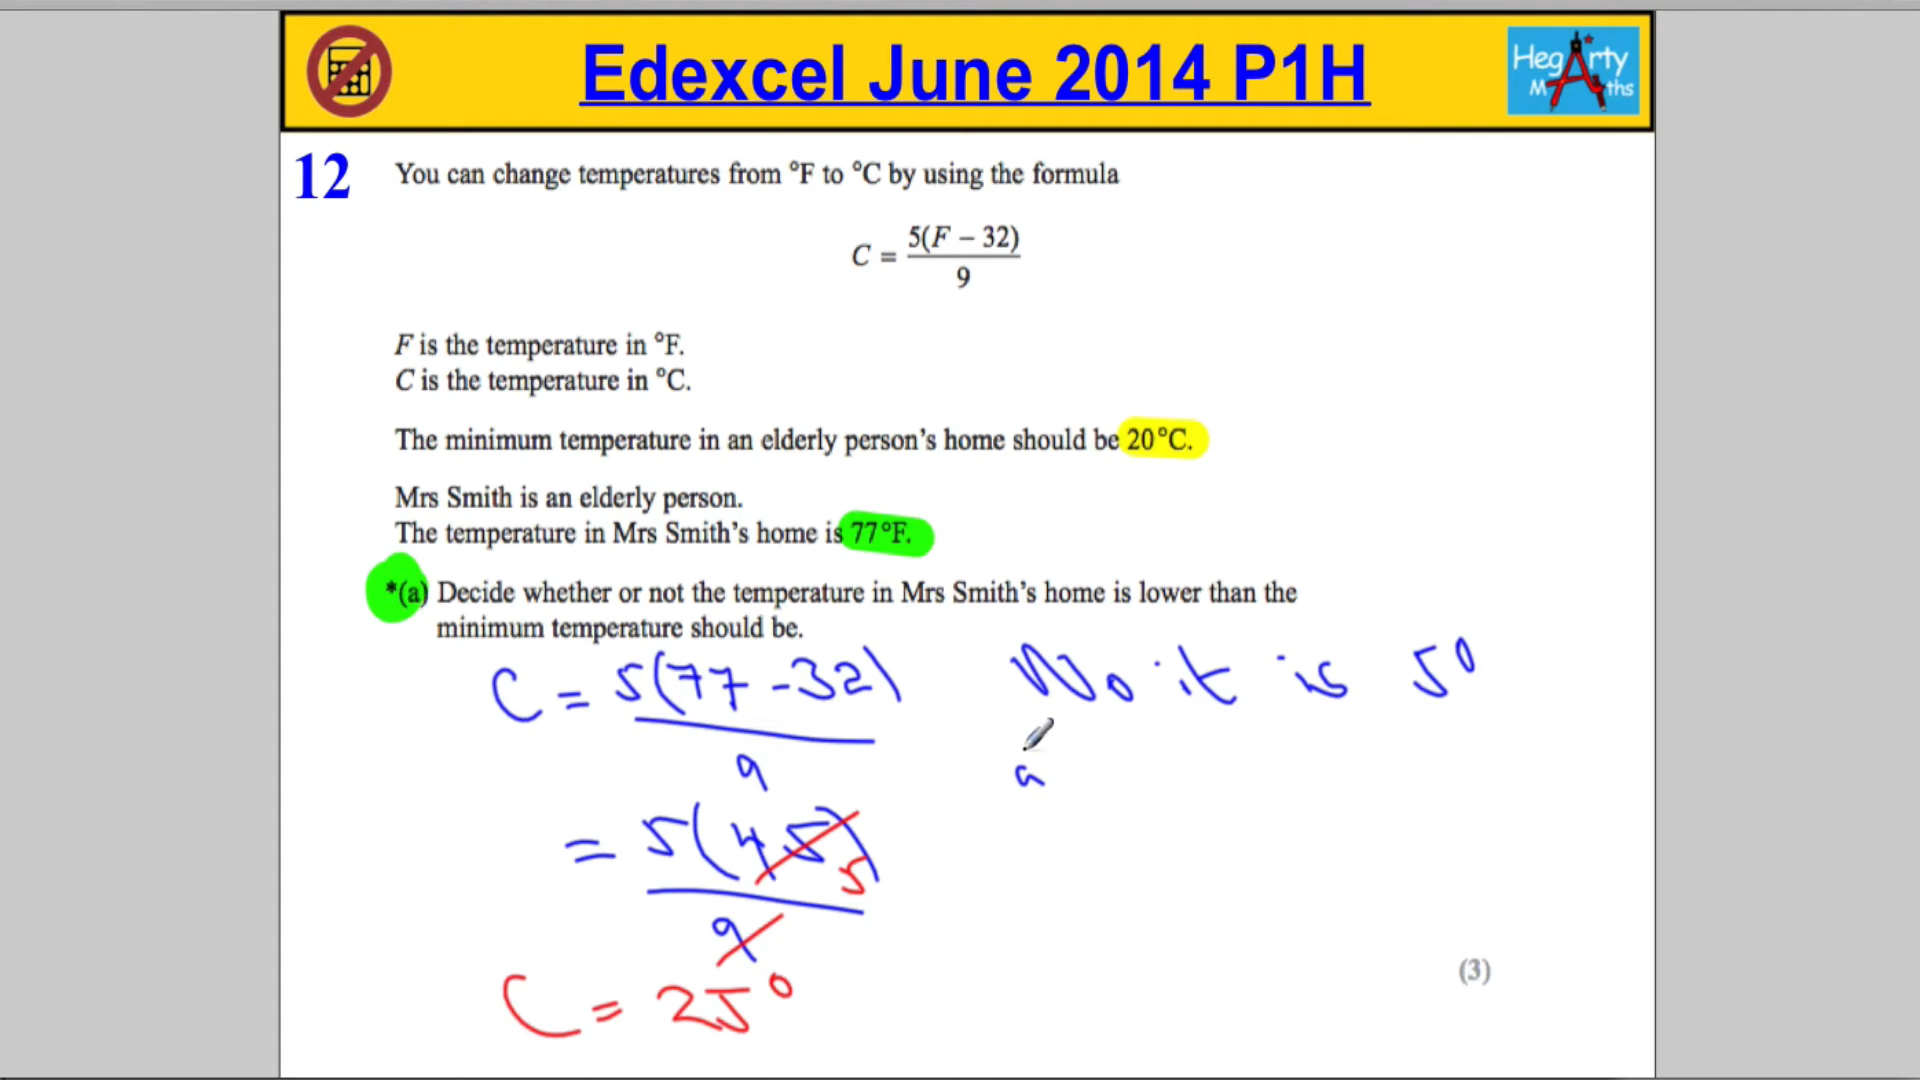 Edexcel June 2014 P1H
Hegarty
Maths
12 You can change temperatures from °F to °C by using the formula
C = 5(F – 32)
9
F is the temperature in °F.
C is the temperature in °C.
The minimum temperature in an elderly person's home should be 20°C.
Mrs Smith is an elderly person.
The temperature in Mrs Smith's home is 77°F.
*(a) Decide whether or not the temperature in Mrs Smith's home is lower than the
minimum temperature should be.
C = 5(77 - 32)
9
No it is 5°
a
= 5(45) 5
9
C = 25°
(3)